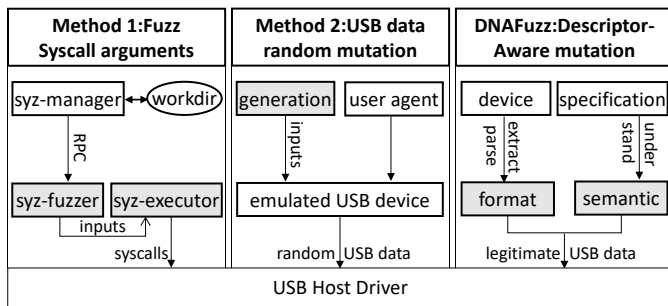 Method 1:Fuzz
Syscall arguments
syz-manager
workdir
RPC
syz-fuzzer
syz-executor
inputs
syscalls
Method 2:USB data
random mutation
generation
user agent
inputs
emulated USB device
random USB data
DNAFuzz:Descriptor-
Aware mutation
device
specification
extract
parse
under
stand
format
semantic
legitimate USB data
USB Host Driver